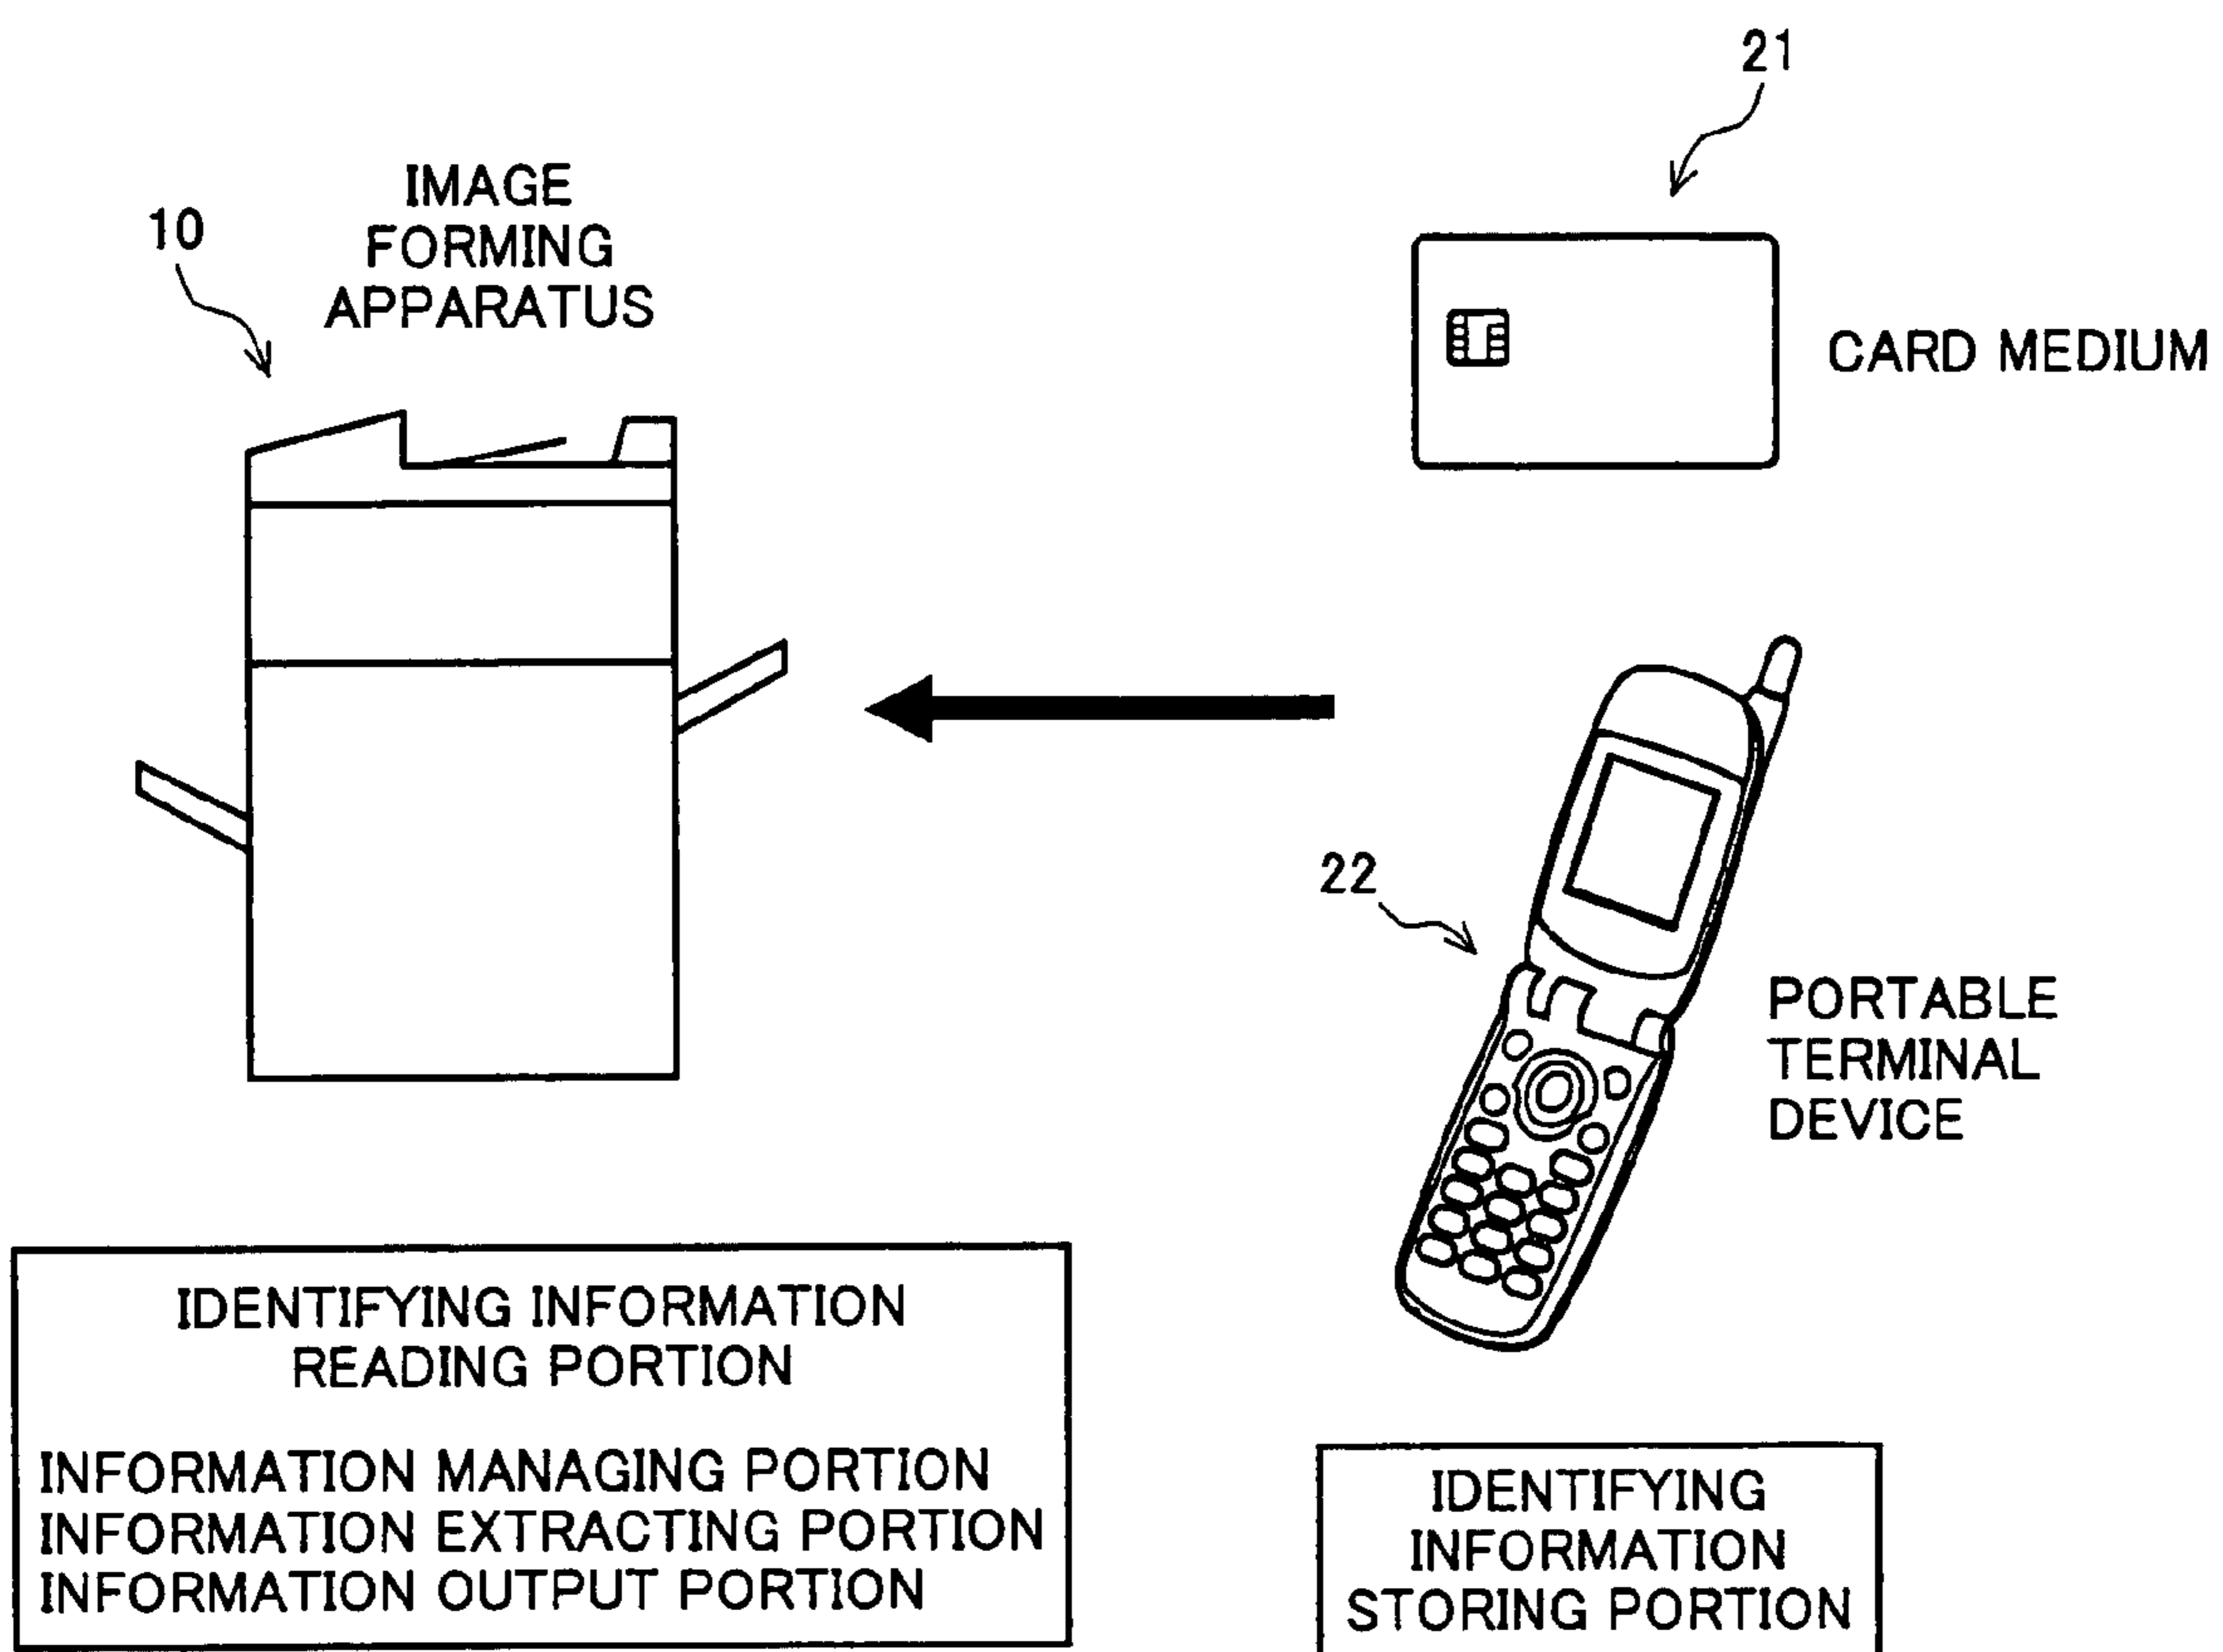 21
IMAGE
FORMING
APPARATUS
10
CARD MEDIUM
22
PORTABLE
TERMINAL
DEVICE
IDENTIFYING INFORMATION
READING PORTION
INFORMATION MANAGING PORTION
INFORMATION EXTRACTING PORTION
INFORMATION OUTPUT PORTION
IDENTIFYING
INFORMATION
STORING PORTION